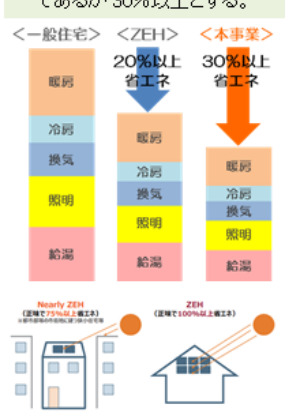 であるが30%以上とする。
＜一般住宅＞ ＜ZEH＞ ＜本事業＞
20%以上 30%以上
省エネ 省エネ
暖房
暖房
暖房
冷房
冷房
冷房
換気
換気
換気
照明
照明
照明
給湯
給湯
給湯
Nearly ZEH ZEH
(正味で75%以上省エネ) (正味で100%以上省エネ)